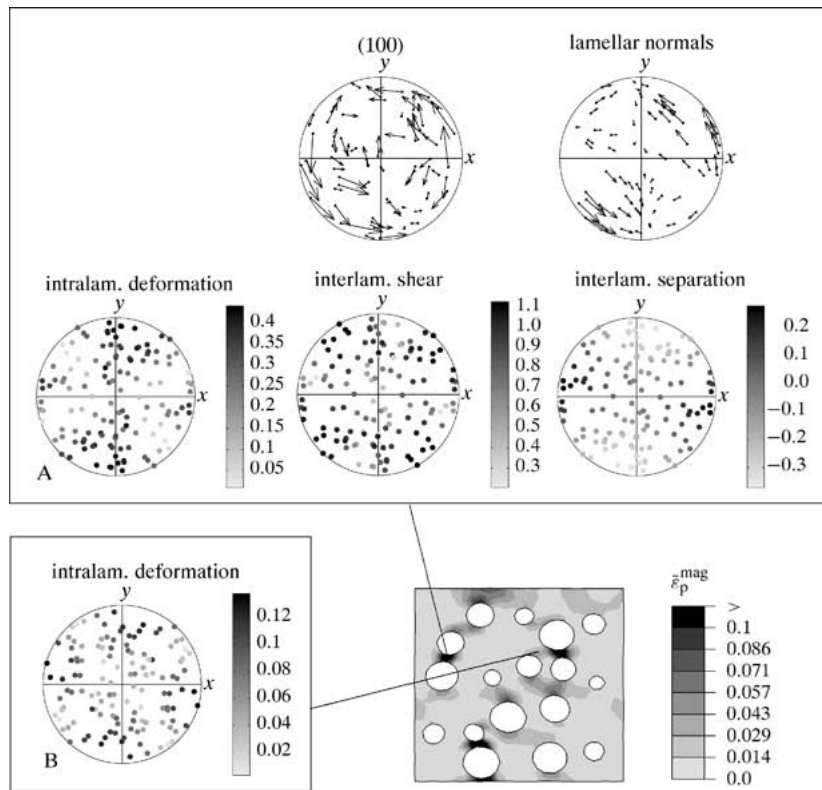 (100)
lamellar normals
y
y
x
x
intralam. deformation
interlam. shear
interlam. separation
y
y
y
x
x
x
0.4
0.35
0.30
0.25
0.2
0.15
0.1
0.05
1.1
1.0
0.9
0.8
0.7
0.6
0.5
0.4
0.3
0.2
0.0
−0.1
−0.2
−0.3
A
intralam. deformation
y
x
0.12
0.10
0.08
0.06
0.04
0.02
B
ε̄ₚᵐᵃᵍ
>
0.1
0.086
0.071
0.057
0.043
0.029
0.014
0.0